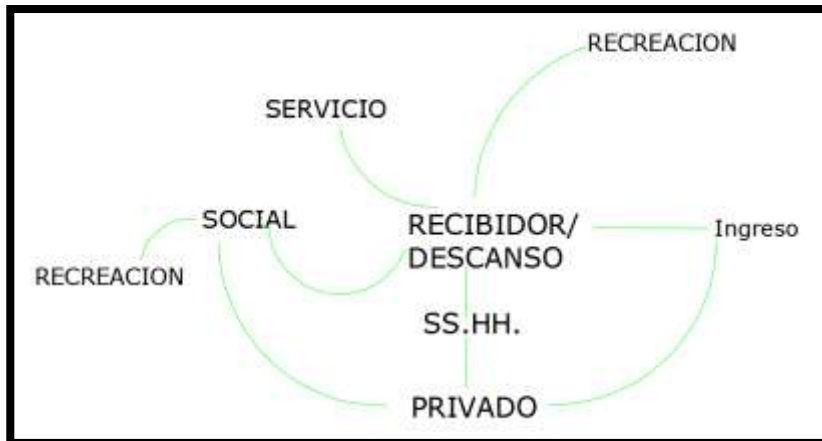 RECREACION
SERVICIO
SOCIAL
RECIBIDOR/
DESCANSO
Ingreso
RECREACION
SS.HH.
PRIVADO